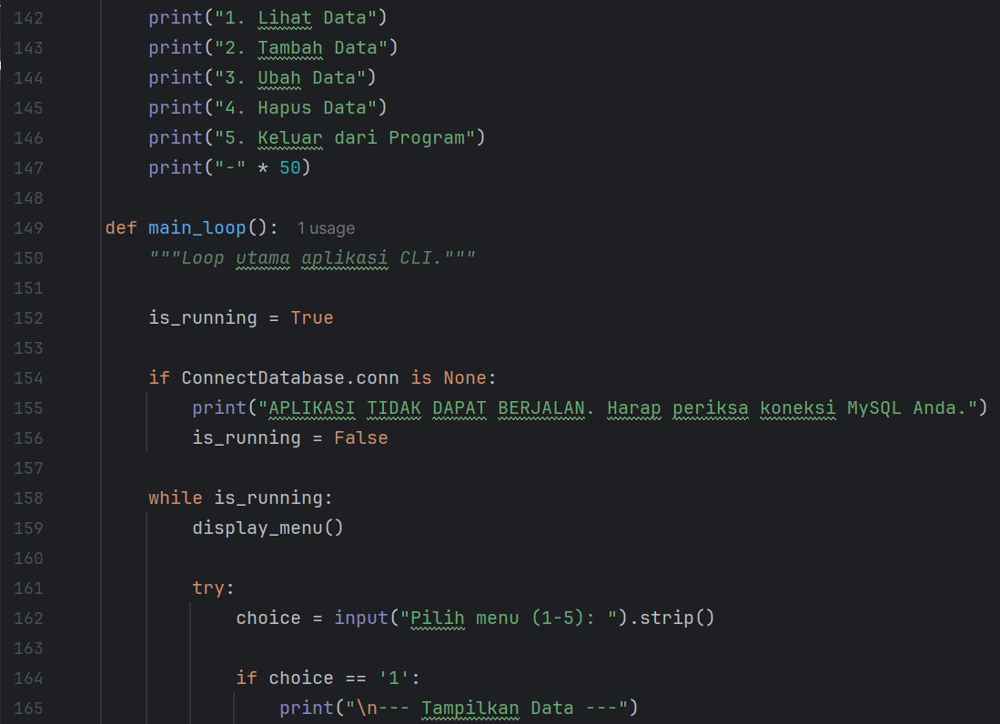 142 print("1. Lihat Data")
143 print("2. Tambah Data")
144 print("3. Ubah Data")
145 print("4. Hapus Data")
146 print("5. Keluar dari Program")
147 print("-" * 50)
148
149 def main_loop(): 1 usage
150 """Loop utama aplikasi CLI."""
151
152 is_running = True
153
154 if ConnectDatabase.conn is None:
155 print("APLIKASI TIDAK DAPAT BERJALAN. Harap periksa koneksi MySQL Anda.")
156 is_running = False
157
158 while is_running:
159 display_menu()
160
161 try:
162 choice = input("Pilih menu (1-5): ").strip()
163
164 if choice == '1':
165 print("\n--- Tampilkan Data ---")